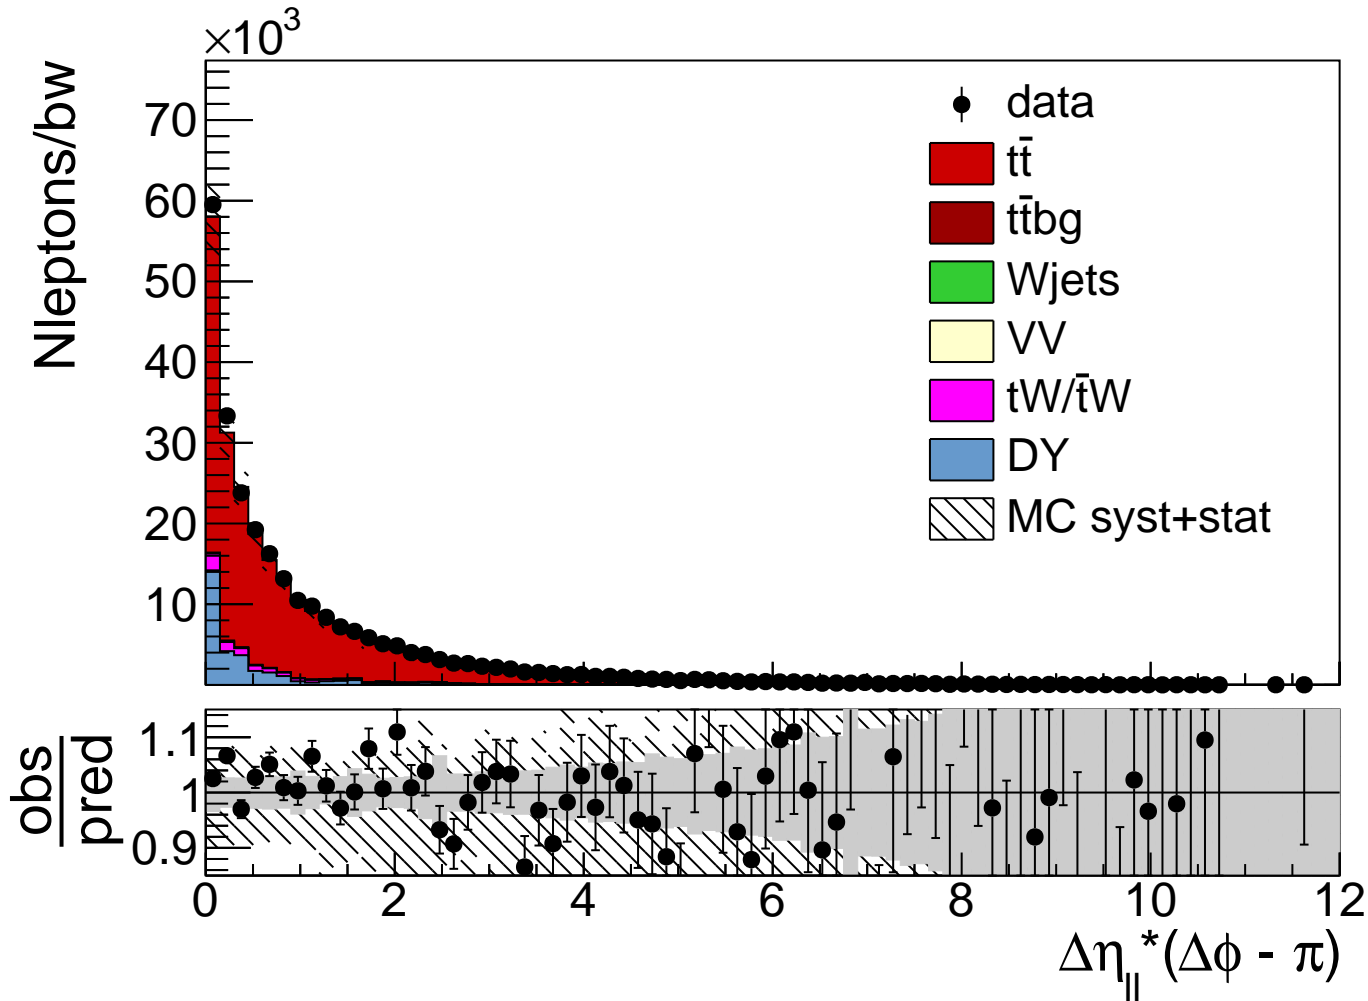 ×10³
Nleptons/bw
70
60
50
40
30
20
10
data
tt̄
tt̄bg
Wjets
VV
tW/t̄W
DY
MC syst+stat
obs
pred
1.1
1
0.9
0 2 4 6 8 10 12
Δη||*(Δϕ - π)